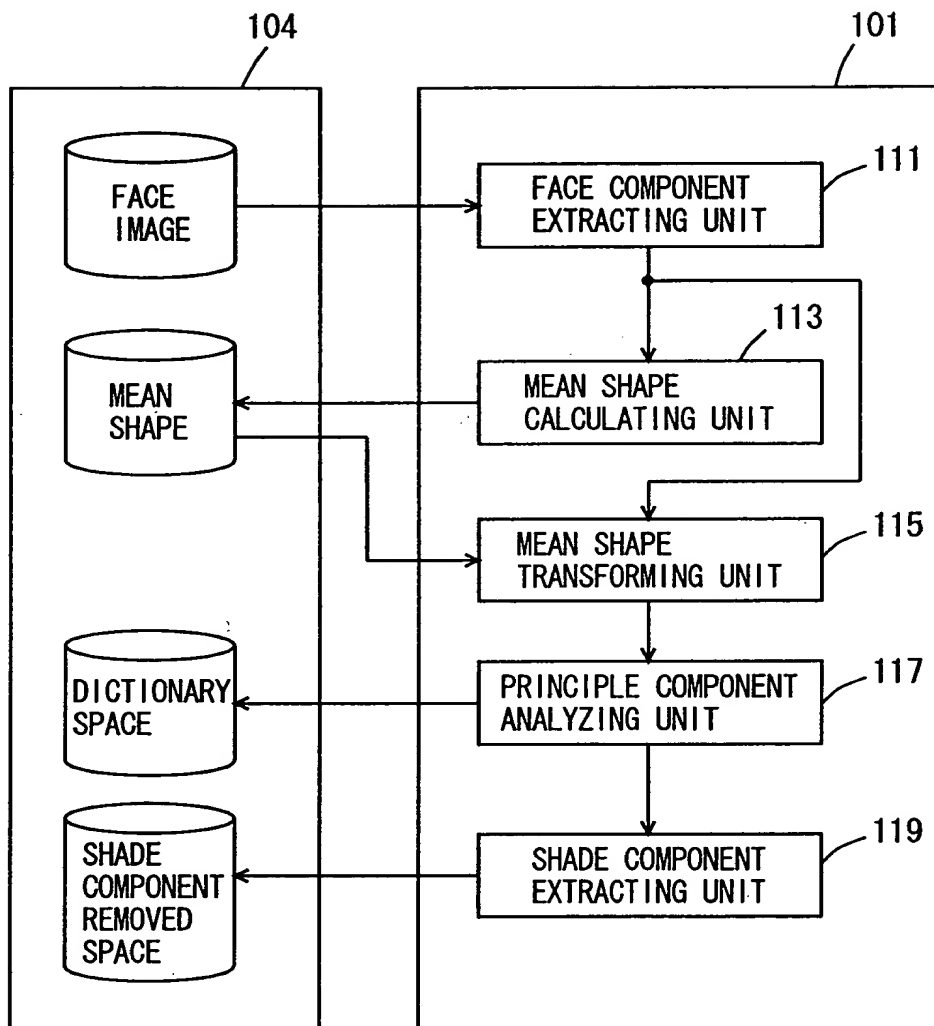 104
101
FACE
IMAGE
FACE COMPONENT
EXTRACTING UNIT
111
113
MEAN
SHAPE
MEAN SHAPE
CALCULATING UNIT
MEAN SHAPE
TRANSFORMING UNIT
115
DICTIONARY
SPACE
PRINCIPLE COMPONENT
ANALYZING UNIT
117
SHADE
COMPONENT
REMOVED
SPACE
SHADE COMPONENT
EXTRACTING UNIT
119